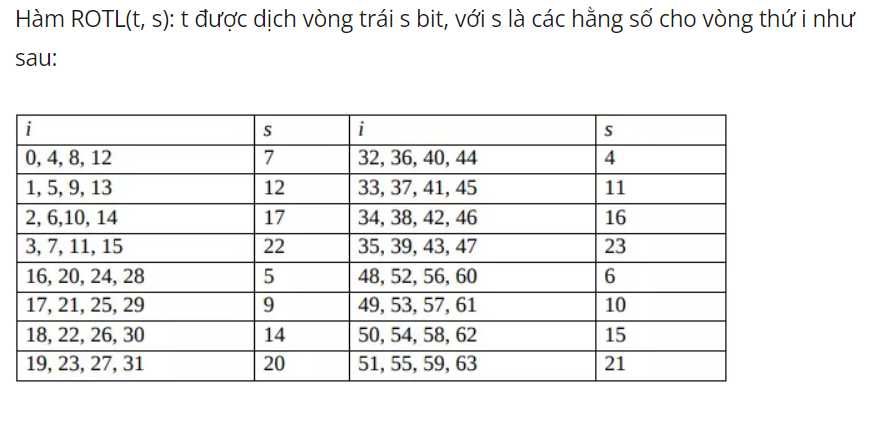 Hàm ROTL(t, s): t được dịch vòng trái s bit, với s là các hằng số cho vòng thứ i như
sau:
i s i s
0, 4, 8, 12 7 32, 36, 40, 44 4
1, 5, 9, 13 12 33, 37, 41, 45 11
2, 6,10, 14 17 34, 38, 42, 46 16
3, 7, 11, 15 22 35, 39, 43, 47 23
16, 20, 24, 28 5 48, 52, 56, 60 6
17, 21, 25, 29 9 49, 53, 57, 61 10
18, 22, 26, 30 14 50, 54, 58, 62 15
19, 23, 27, 31 20 51, 55, 59, 63 21